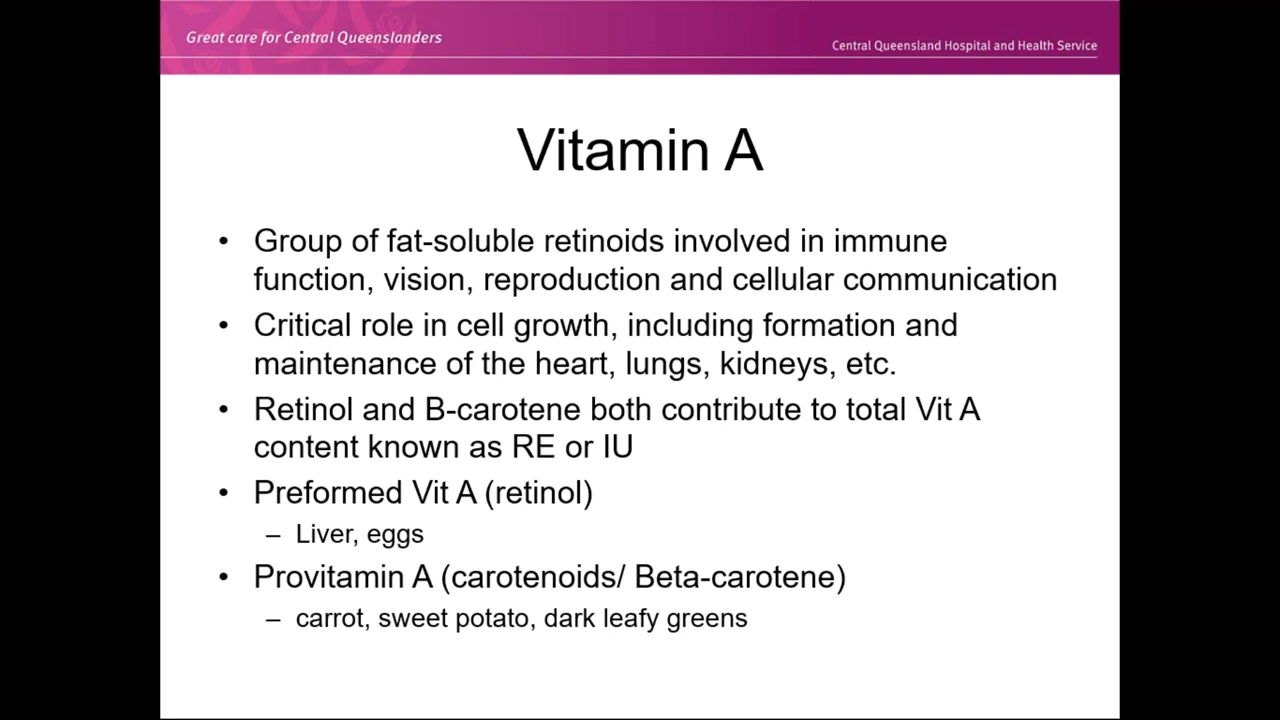 Great care for Central Queenslanders
Central Queensland Hospital and Health Service
Vitamin A
• Group of fat-soluble retinoids involved in immune
function, vision, reproduction and cellular communication
• Critical role in cell growth, including formation and
maintenance of the heart, lungs, kidneys, etc.
• Retinol and B-carotene both contribute to total Vit A
content known as RE or IU
• Preformed Vit A (retinol)
– Liver, eggs
• Provitamin A (carotenoids/ Beta-carotene)
– carrot, sweet potato, dark leafy greens